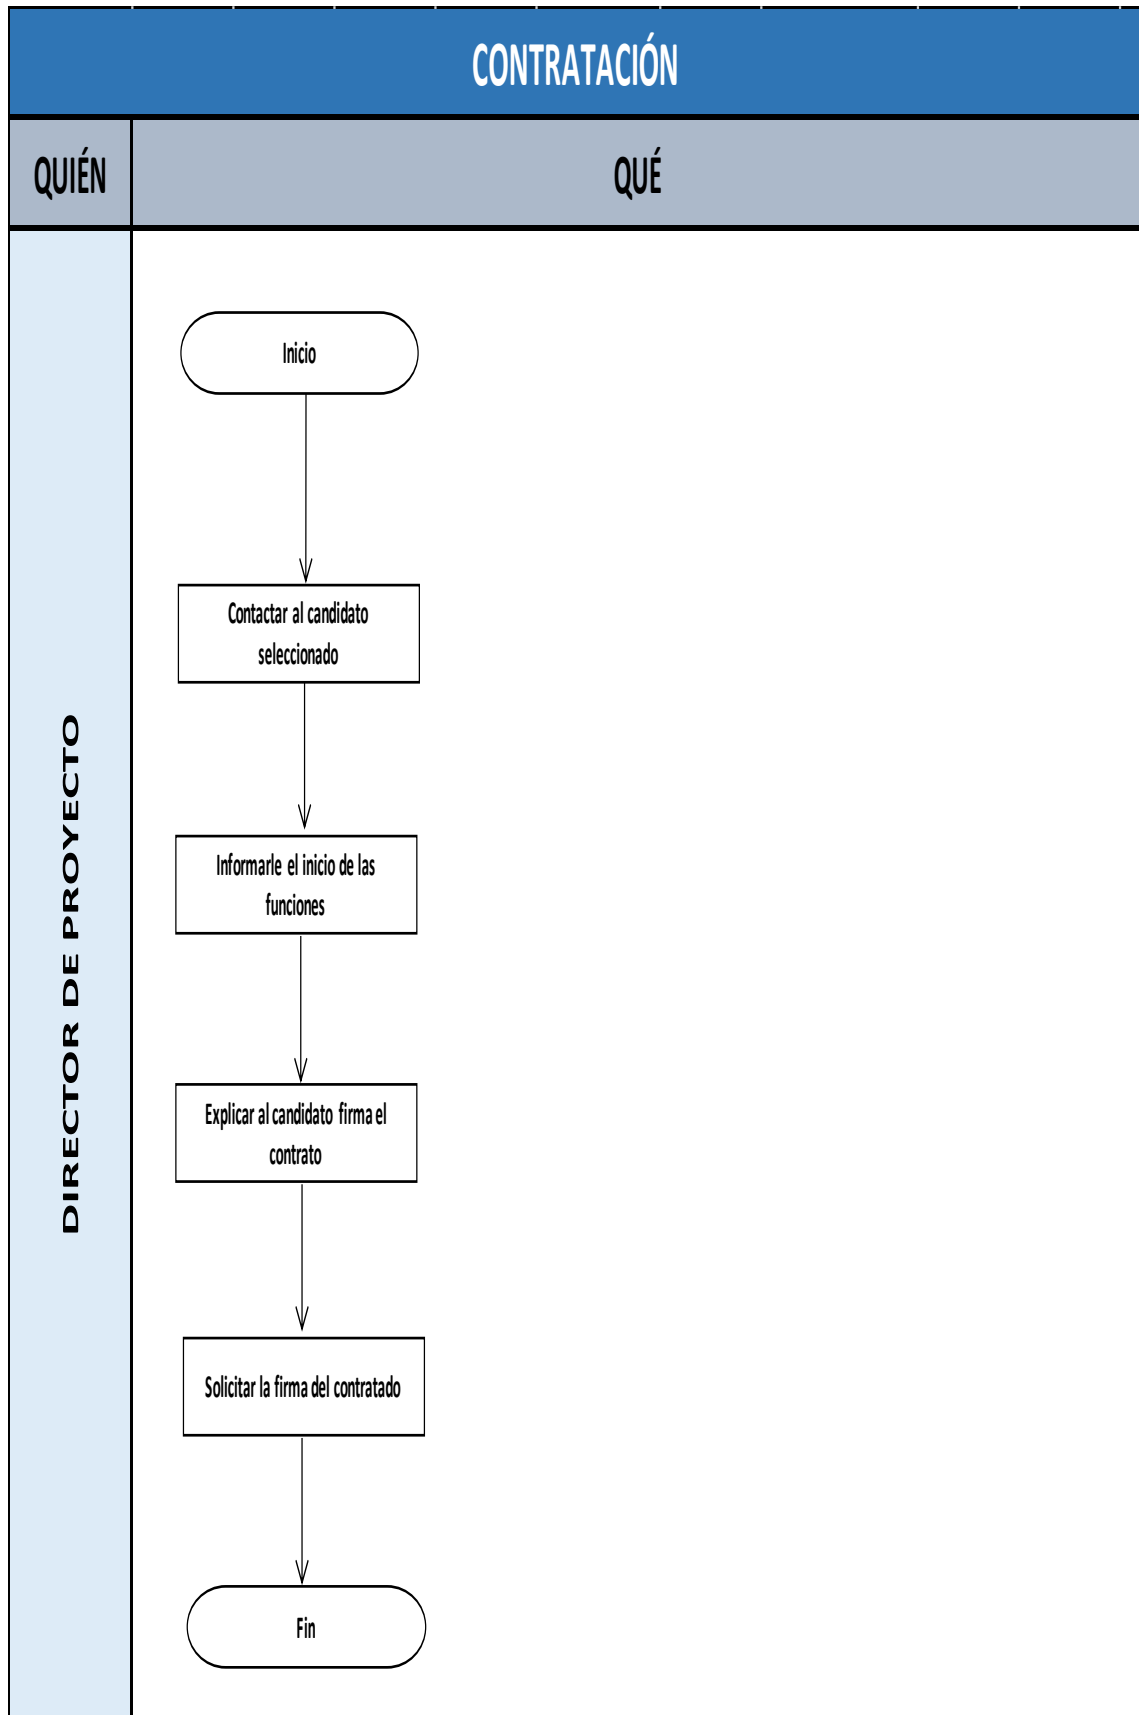 CONTRATACIÓN
QUIÉN
QUÉ
DIRECTOR DE PROYECTO
Inicio
Contactar al candidato
seleccionado
Informarle el inicio de las
funciones
Explicar al candidato firma el
contrato
Solicitar la firma del contratado
Fin